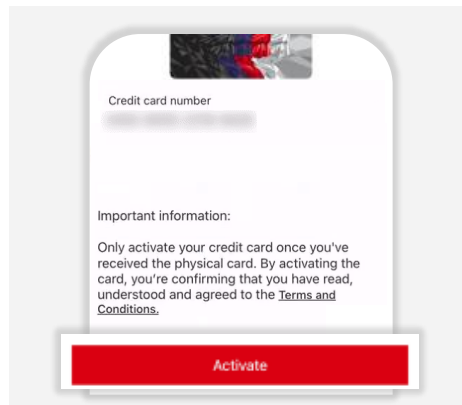 Credit card number
Important information:
Only activate your credit card once you've
received the physical card. By activating the
card, you're confirming that you have read,
understood and agreed to the Terms and
Conditions.
Activate